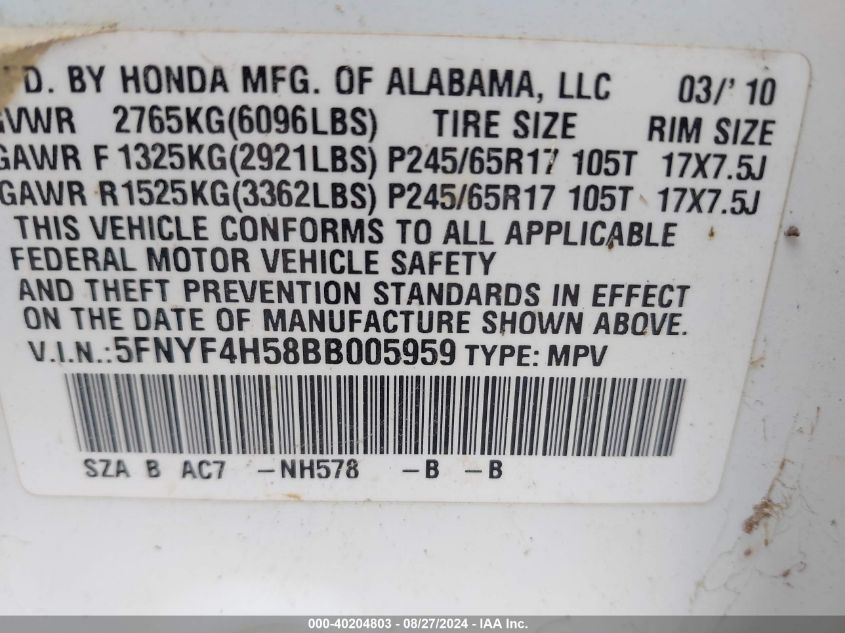 FD. BY HONDA MFG. OF ALABAMA, LLC 03/'10
GVWR 2765KG(6096LBS) TIRE SIZE RIM SIZE
GAWR F 1325KG(2921LBS) P245/65R17 105T 17X7.5J
GAWR R1525KG(3362LBS) P245/65R17 105T 17X7.5J
THIS VEHICLE CONFORMS TO ALL APPLICABLE
FEDERAL MOTOR VEHICLE SAFETY
AND THEFT PREVENTION STANDARDS IN EFFECT
ON THE DATE OF MANUFACTURE SHOWN ABOVE.
V.I.N.:5FNYF4H58BB005959 TYPE: MPV
SZA B AC7 -NH578 -B -B
000-40204803 - 08/27/2024 - IAA Inc.